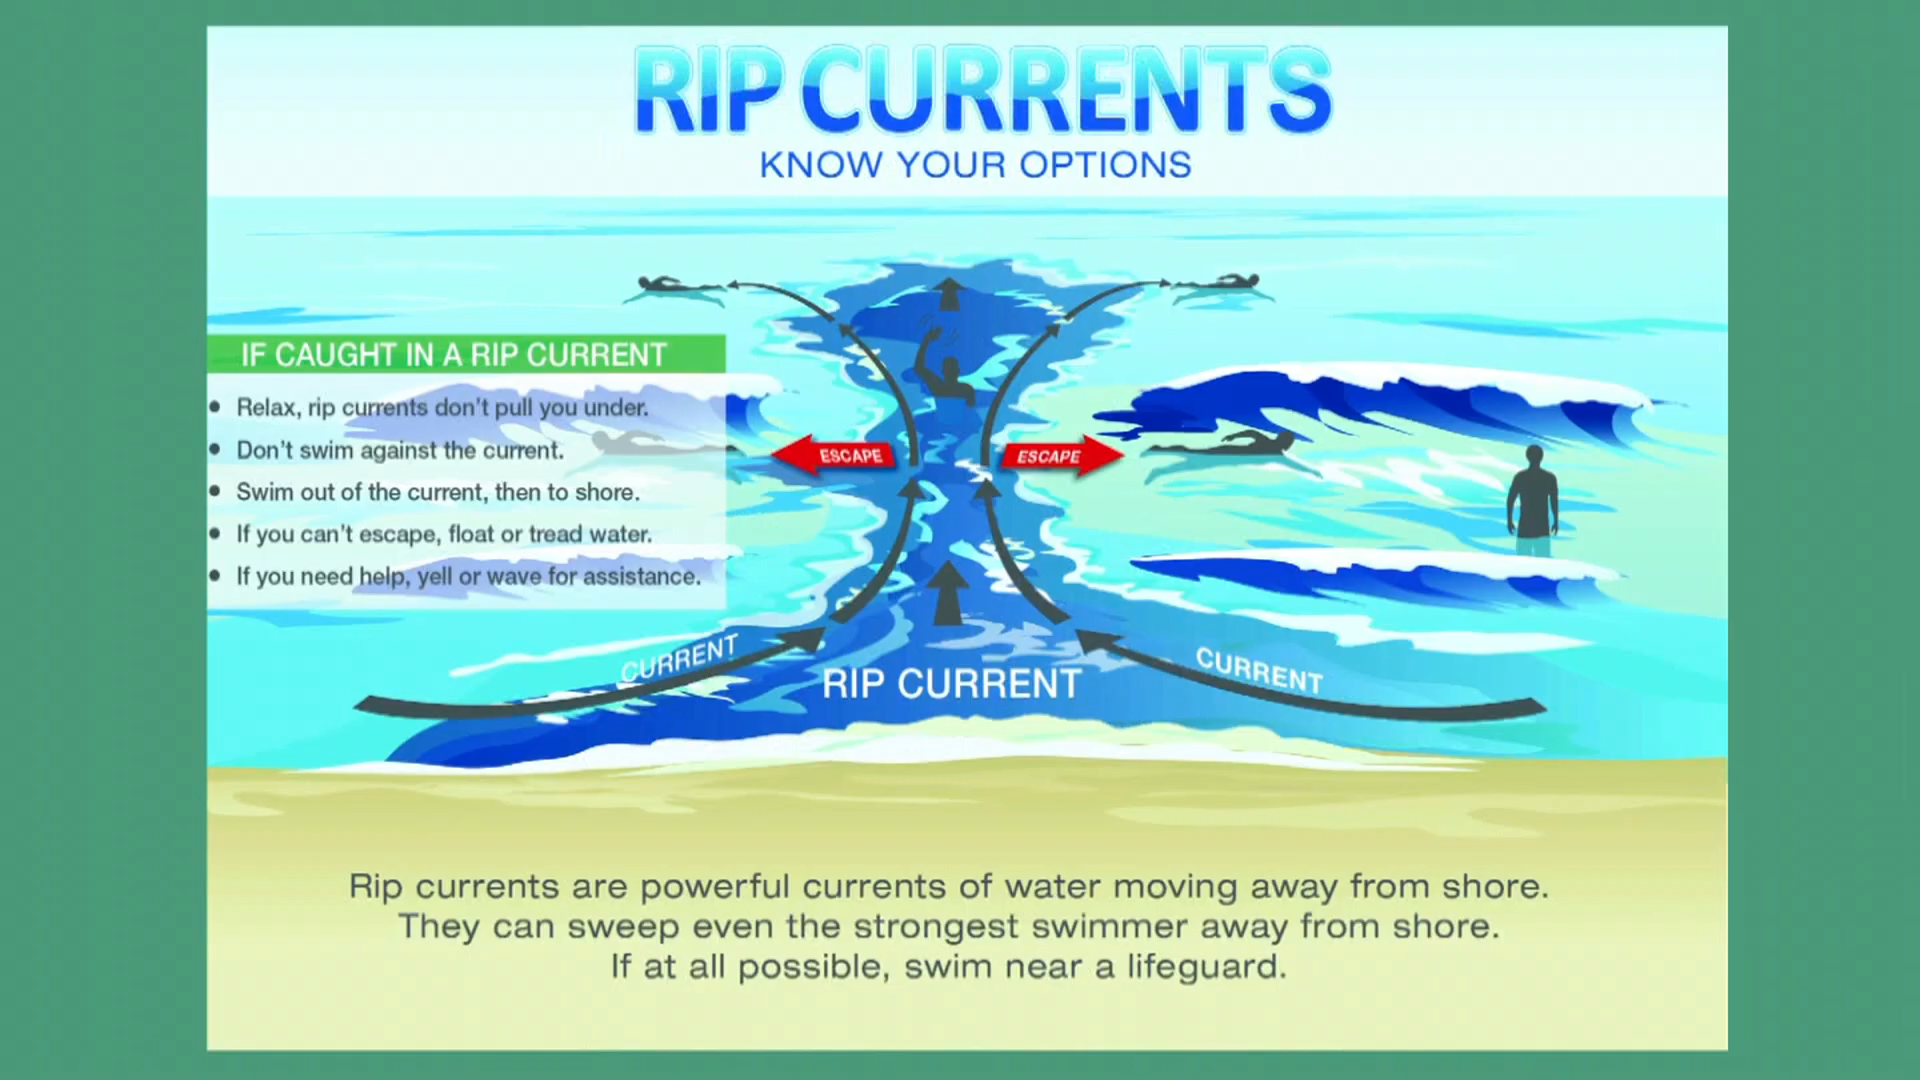 RIP CURRENTS
KNOW YOUR OPTIONS
IF CAUGHT IN A RIP CURRENT
• Relax, rip currents don't pull you under.
• Don't swim against the current.
• Swim out of the current, then to shore.
• If you can't escape, float or tread water.
• If you need help, yell or wave for assistance.
ESCAPE
ESCAPE
CURRENT
RIP CURRENT
CURRENT
Rip currents are powerful currents of water moving away from shore.
They can sweep even the strongest swimmer away from shore.
If at all possible, swim near a lifeguard.